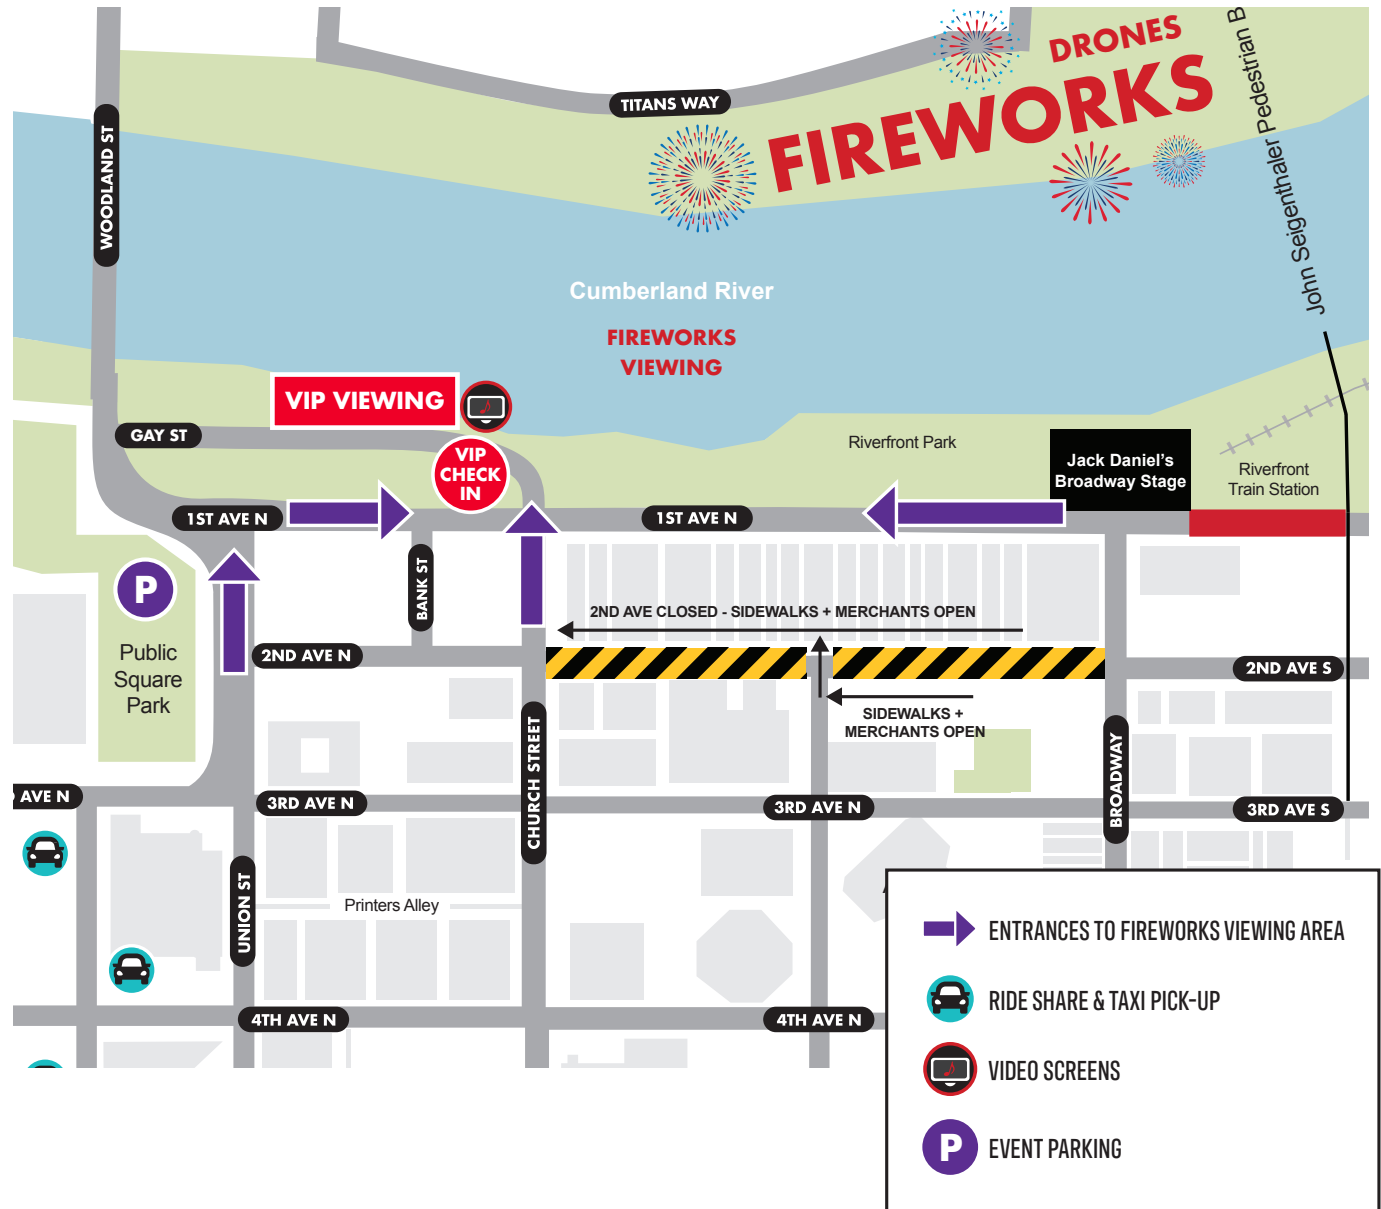 DRONES
FIREWORKS
TITANS WAY
WOODLAND ST
John Seigenthaler Pedestrian B
Cumberland River
FIREWORKS
VIEWING
VIP VIEWING
GAY ST
VIP
CHECK
IN
Riverfront Park
Jack Daniel's
Broadway Stage
Riverfront
Train Station
1ST AVE N
1ST AVE N
BANK ST
P
Public
Square
Park
2ND AVE CLOSED - SIDEWALKS + MERCHANTS OPEN
2ND AVE N
2ND AVE S
SIDEWALKS +
MERCHANTS OPEN
CHURCH STREET
BROADWAY
AVE N
3RD AVE N
3RD AVE N
3RD AVE S
UNION ST
Printers Alley
4TH AVE N
4TH AVE N
ENTRANCES TO FIREWORKS VIEWING AREA
RIDE SHARE & TAXI PICK-UP
VIDEO SCREENS
P
EVENT PARKING